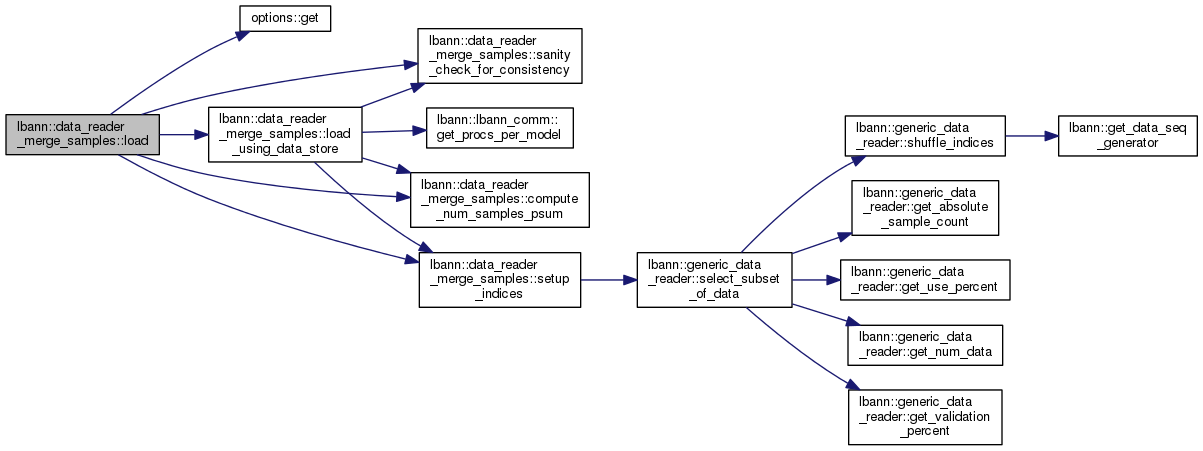 options::get
lbann::data_reader
_merge_samples::sanity
_check_for_consistency
lbann::data_reader
_merge_samples::load
lbann::data_reader
_merge_samples::load
_using_data_store
lbann::lbann_comm::
get_procs_per_model
lbann::data_reader
_merge_samples::compute
_num_samples_psum
lbann::data_reader
_merge_samples::setup
_indices
lbann::generic_data
_reader::select_subset
_of_data
lbann::generic_data
_reader::shuffle_indices
lbann::get_data_seq
_generator
lbann::generic_data
_reader::get_absolute
_sample_count
lbann::generic_data
_reader::get_use_percent
lbann::generic_data
_reader::get_num_data
lbann::generic_data
_reader::get_validation
_percent